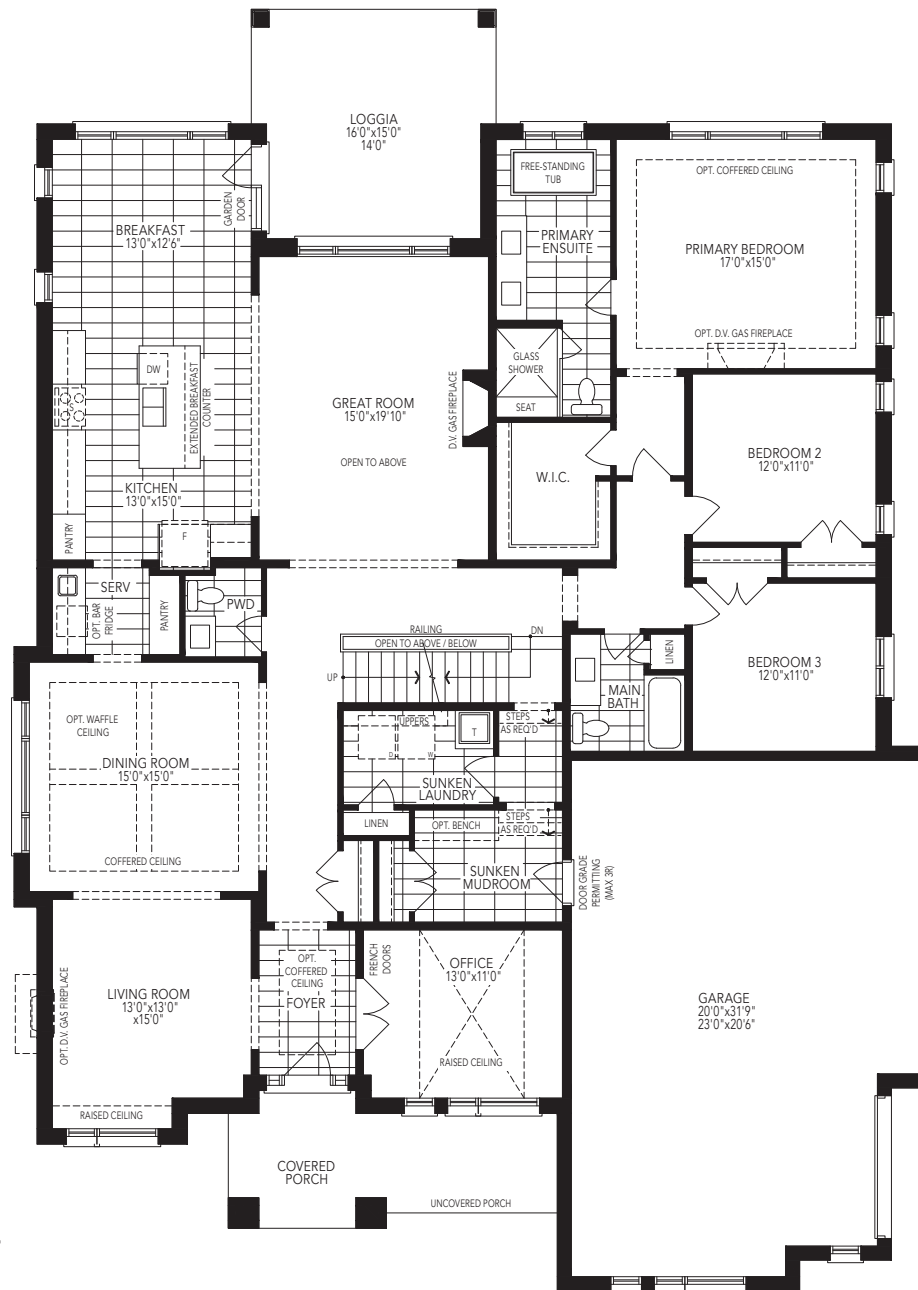 LOGGIA
16'0"x15'0"
14'0"
FREE-STANDING
TUB
OPT. COFFERED CEILING
GARDEN
DOOR
BREAKFAST
13'0"x12'6"
PRIMARY
ENSUITE
PRIMARY BEDROOM
17'0"x15'0"
OPT. D.V. GAS FIREPLACE
DW
EXTENDED BREAKFAST
COUNTER
GLASS
SHOWER
SEAT
GREAT ROOM
15'0"x19'10"
D.V. GAS FIREPLACE
OPEN TO ABOVE
BEDROOM 2
12'0"x11'0"
W.I.C.
KITCHEN
13'0"x15'0"
PANTRY
F
SERV
OPT. BAR
FRIDGE
PANTRY
PWD
RAILING
DN
OPEN TO ABOVE / BELOW
UP
LINEN
BEDROOM 3
12'0"x11'0"
MAIN
BATH
OPT. WAFFLE
CEILING
UPPERS
D
W
T
STEPS
AS REQ'D
DINING ROOM
15'0"x15'0"
SUNKEN
LAUNDRY
LINEN
OPT. BENCH
STEPS
AS REQ'D
COFFERED CEILING
SUNKEN
MUDROOM
DOOR GRADE
PERMITTING
(MAX 3R)
OPT.
COFFERED
CEILING
FOYER
FRENCH
DOORS
OFFICE
13'0"x11'0"
OPT. D.V. GAS FIREPLACE
LIVING ROOM
13'0"x13'0"
x15'0"
GARAGE
20'0"x31'9"
23'0"x20'6"
RAISED CEILING
RAISED CEILING
COVERED
PORCH
UNCOVERED PORCH